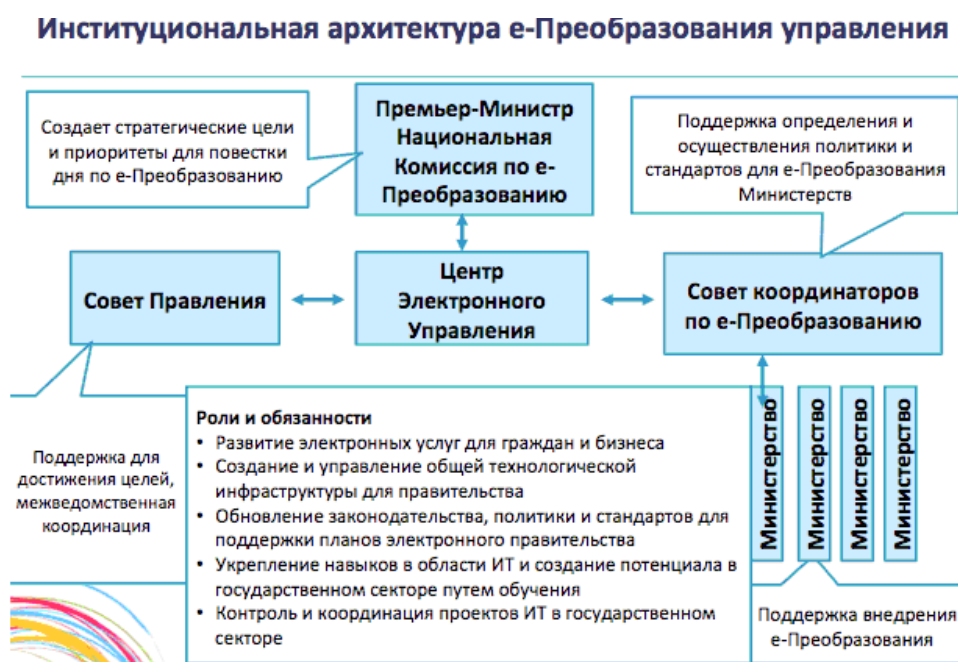 Институциональная архитектура е-Преобразования управления
Создает стратегические цели
и приоритеты для повестки
дня по е-Преобразованию
Премьер-Министр
Национальная
Комиссия по е-
Преобразованию
Поддержка определения и
осуществления политики и
стандартов для е-Преобразования
Министерств
Совет Правления
Центр
Электронного
Управления
Совет координаторов
по е-Преобразованию
Поддержка для
достижения целей,
межведомственная
координация
Роли и обязанности
• Развитие электронных услуг для граждан и бизнеса
• Создание и управление общей технологической
инфраструктуры для правительства
• Обновление законодательства, политики и стандартов для
поддержки планов электронного правительства
• Укрепление навыков в области ИТ и создание потенциала в
государственном секторе путем обучения
• Контроль и координация проектов ИТ в государственном
секторе
Министерство
Министерство
Министерство
Министерство
Поддержка внедрения
е-Преобразования